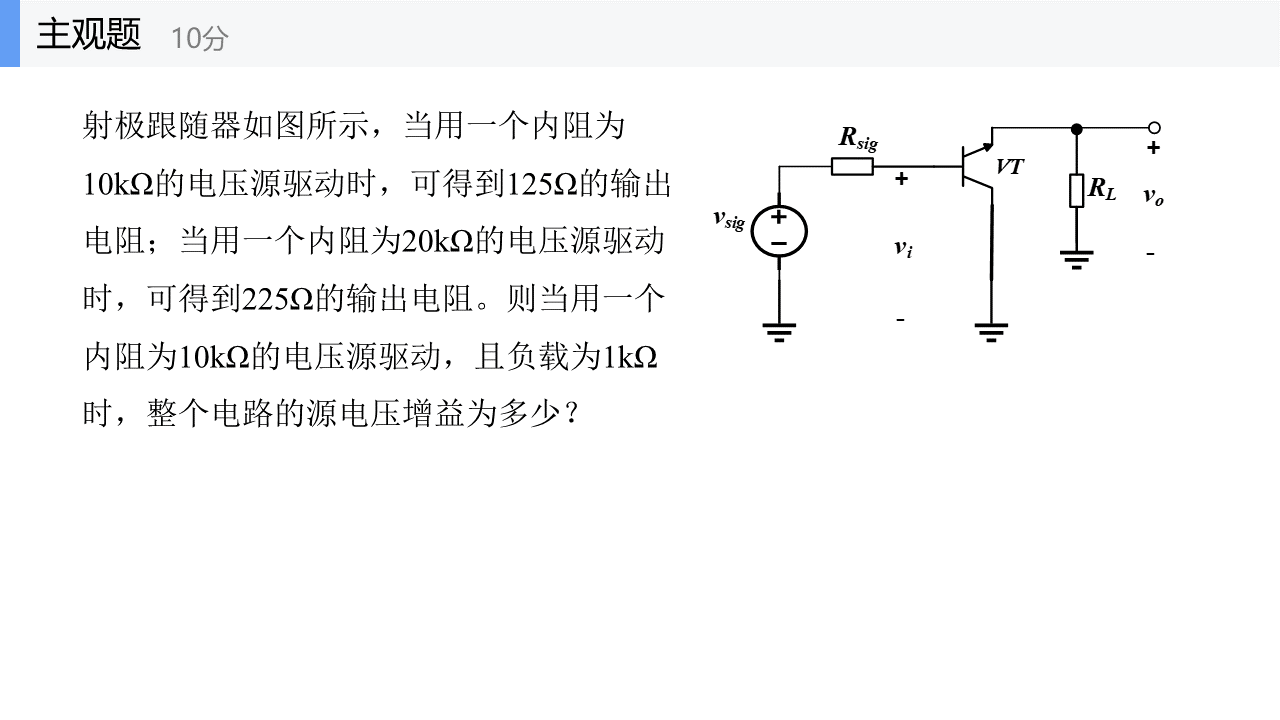 主观题 10分
射极跟随器如图所示，当用一个内阻为
10kΩ的电压源驱动时，可得到125Ω的输出
电阻；当用一个内阻为20kΩ的电压源驱动
时，可得到225Ω的输出电阻。则当用一个
内阻为10kΩ的电压源驱动，且负载为1kΩ
时，整个电路的源电压增益为多少？
Rsig
VT
+
+
RL
vo
vsig
+
−
vi
-
-